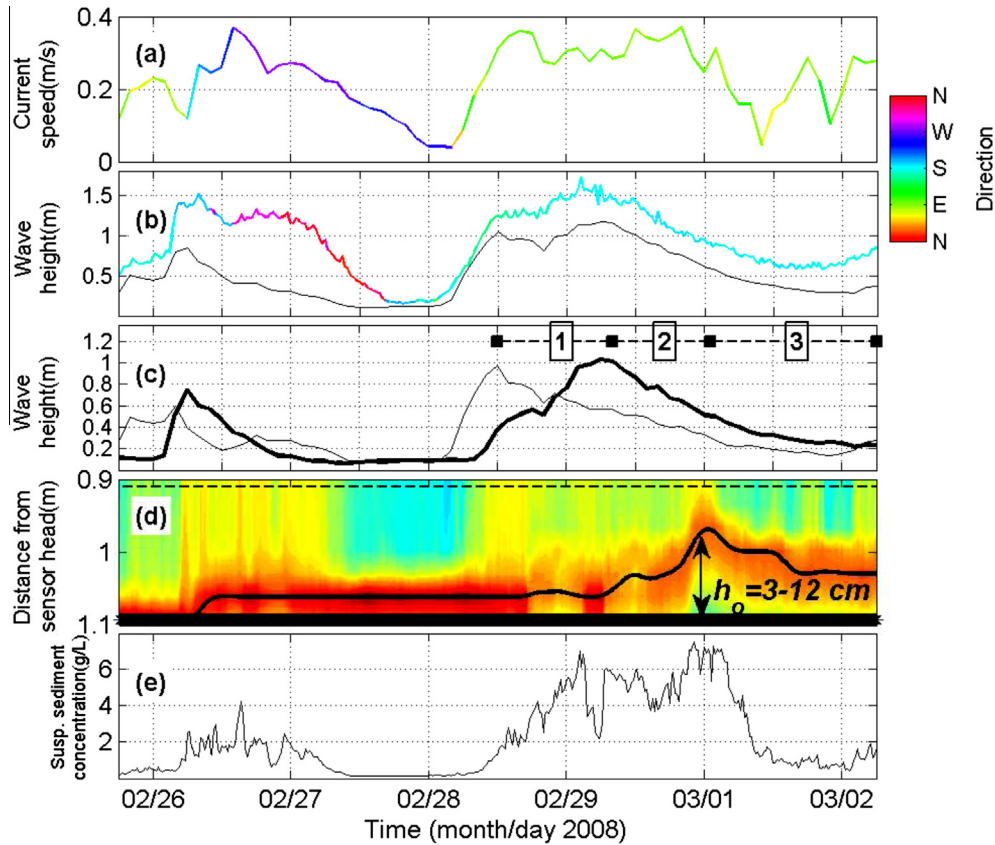 0.4
0.2
0
Current
speed(m/s)
(a)
N
W
S
E
N
Direction
1.5
1
0.5
Wave
height(m)
(b)
1.2
1
0.8
0.6
0.4
0.2
Wave
height(m)
(c)
1
2
3
0.9
1
1.1
Distance from
sensor head(m)
(d)
h_o=3-12 cm
6
4
2
Susp. sediment
concentration(g/L)
(e)
02/26 02/27 02/28 02/29 03/01 03/02
Time (month/day 2008)